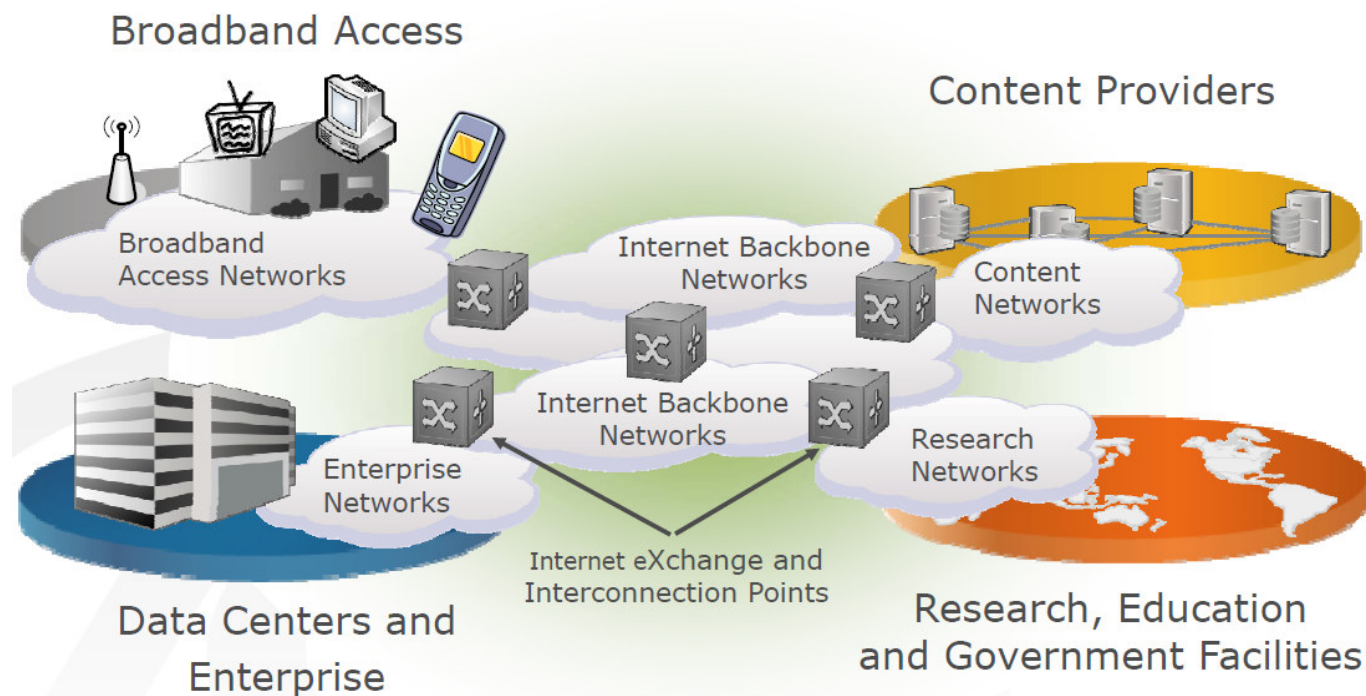 Broadband Access
Content Providers
Broadband
Access Networks
Internet Backbone
Networks
Content
Networks
Internet Backbone
Networks
Enterprise
Networks
Research
Networks
Internet eXchange and
Interconnection Points
Data Centers and
Enterprise
Research, Education
and Government Facilities